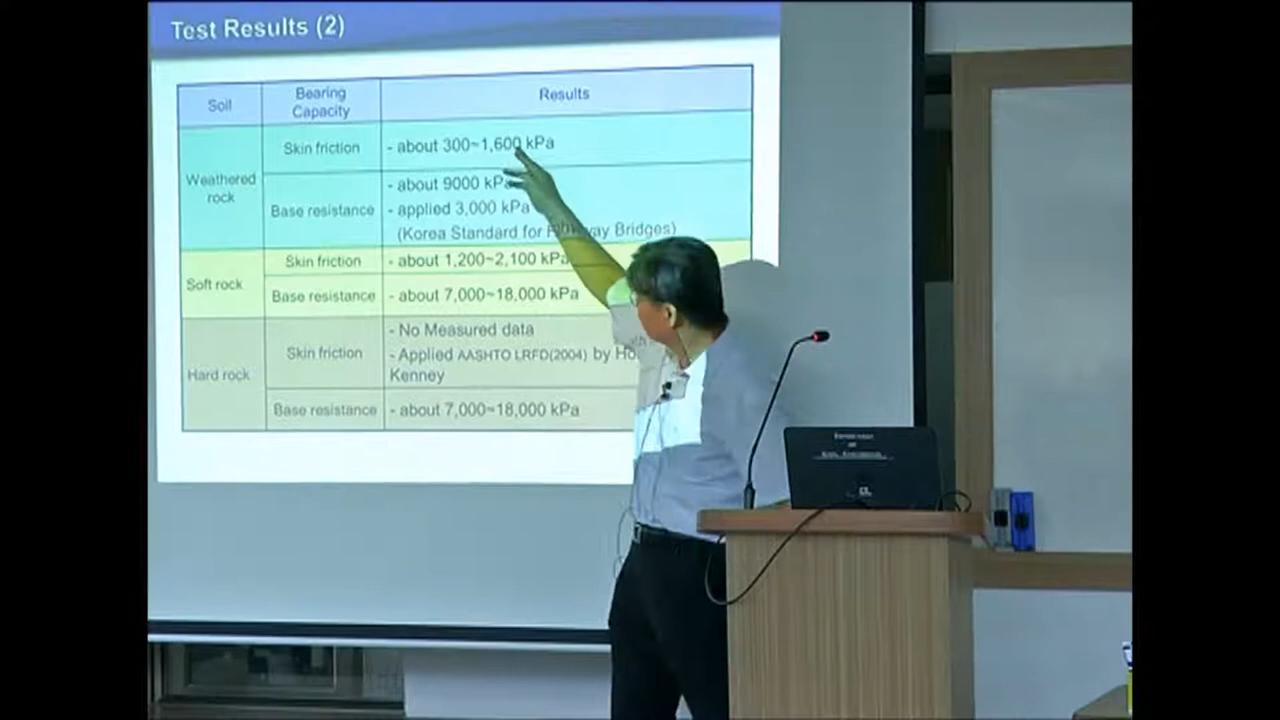 Test Results (2)
Soil
Bearing
Capacity
Results
Weathered
rock
Skin friction
- about 300~1,600 kPa
Base resistance
- about 9000 kPa
- applied 3,000 kPa
(Korea Standard for Highway Bridges)
Soft rock
Skin friction
- about 1,200~2,100 kPa
Base resistance
- about 7,000~18,000 kPa
Hard rock
Skin friction
- No Measured data
- Applied AASHTO LRFD(2004) by
Kenney
Base resistance
- about 7,000~18,000 kPa